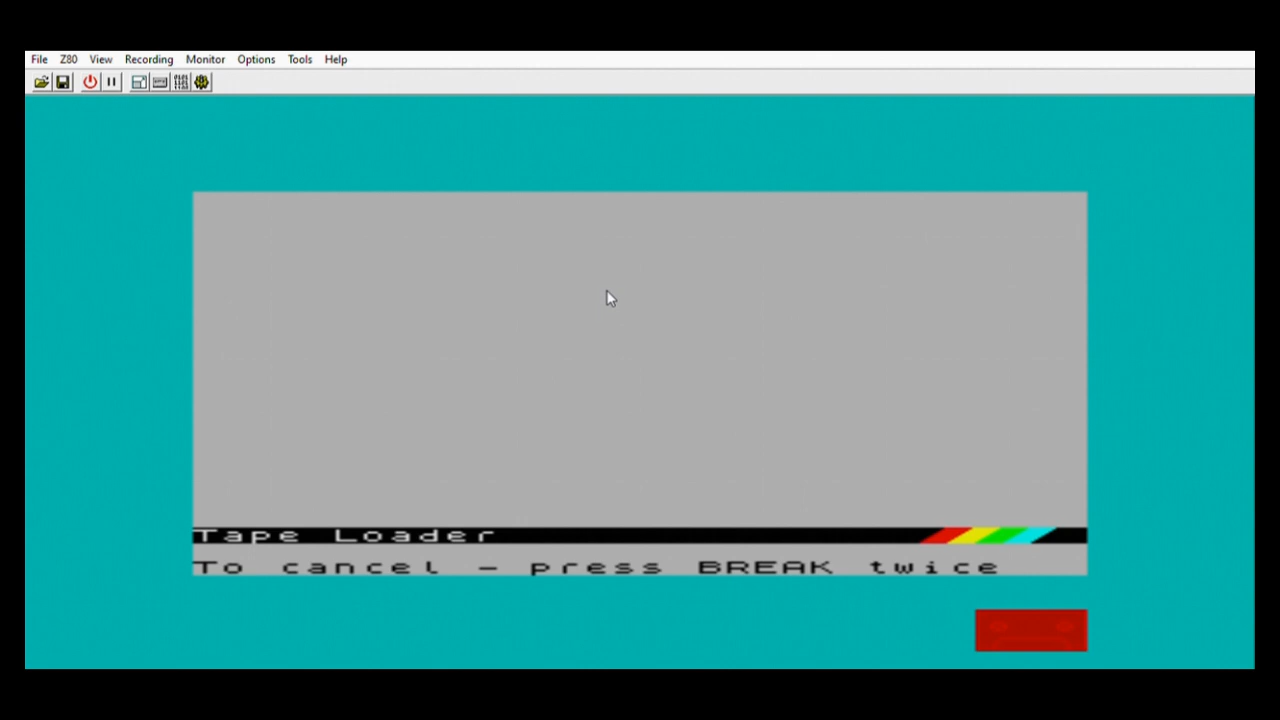 File Z80 View Recording Monitor Options Tools Help
Tape Loader
To cancel - press BREAK twice